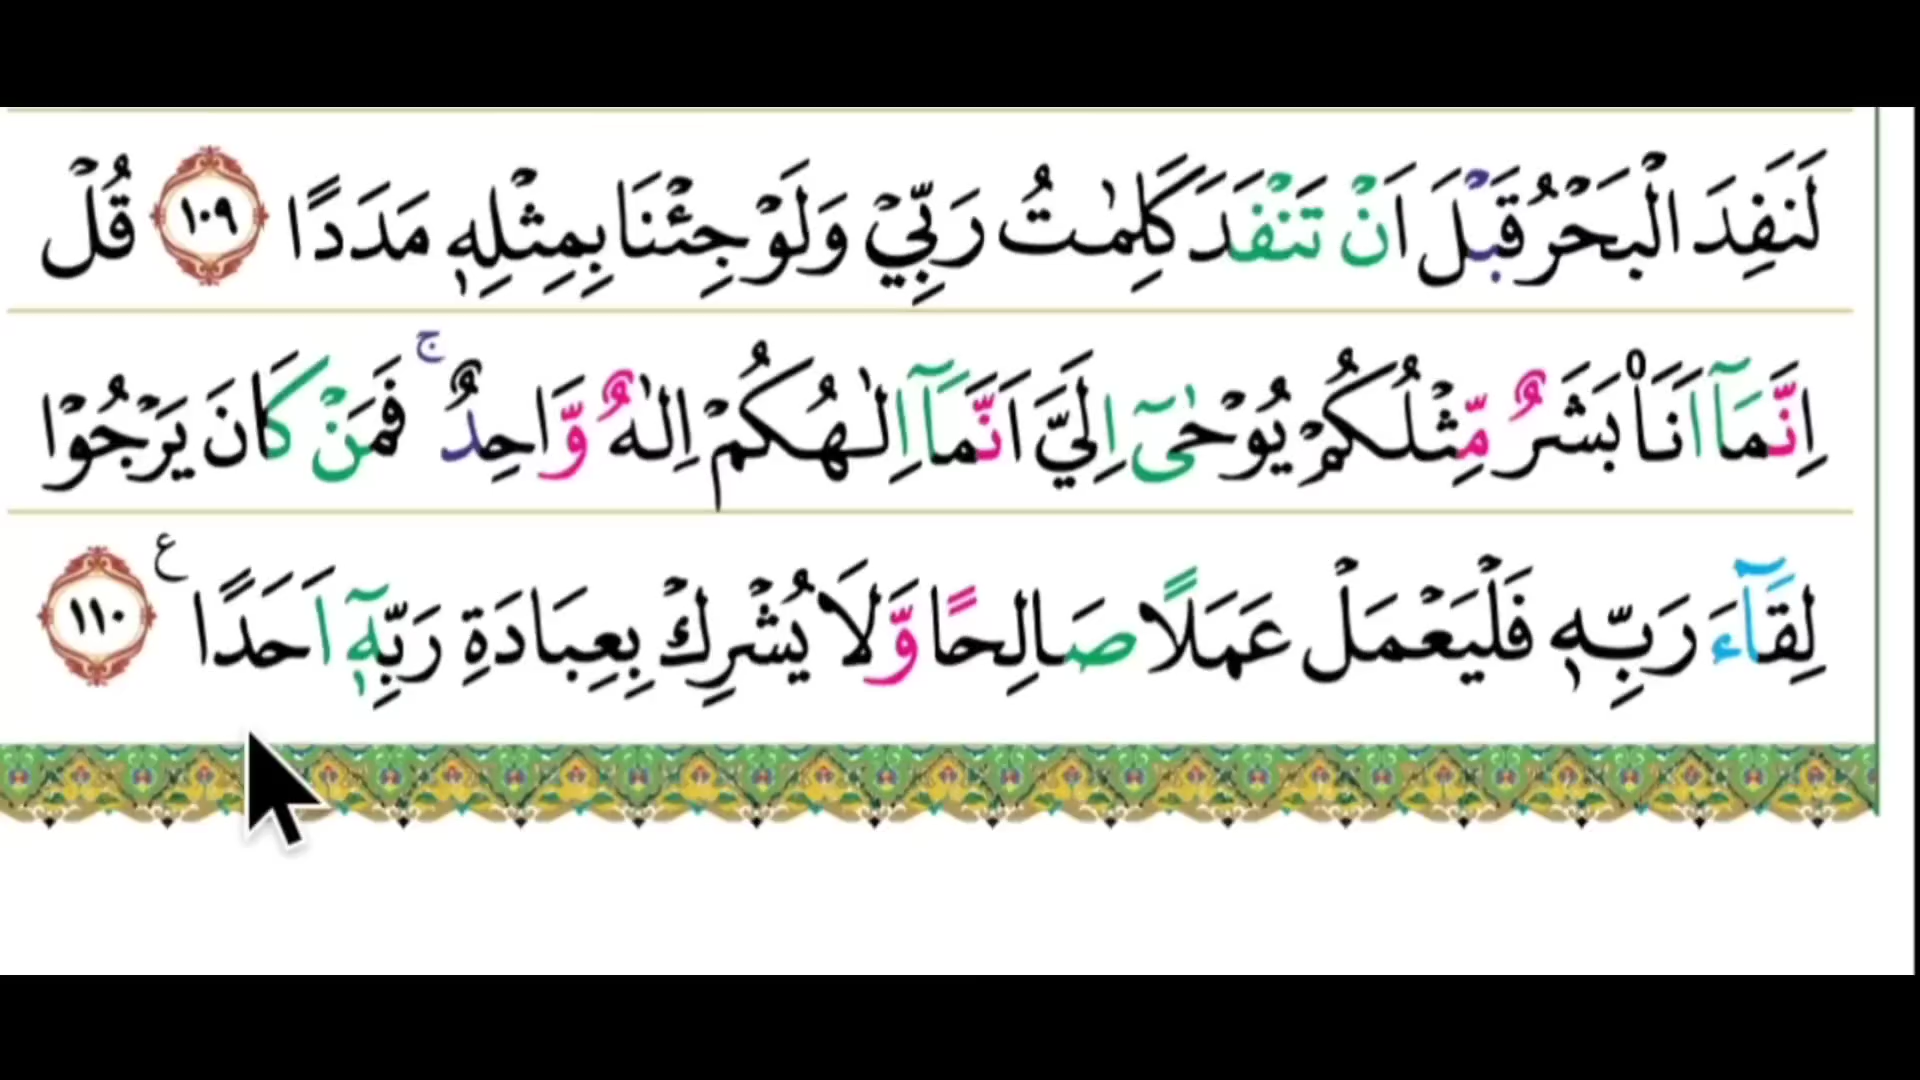 لَنَفِدَ الۡبَحۡرُ قَبۡلَ اَنۡ تَنۡفَدَ كَلِمٰتُ رَبِّيۡ وَلَوۡ جِئۡنَا بِمِثۡلِهٖ مَدَدًا ١٠٩ قُلۡ
اِنَّمَاۤ اَنَا۟ بَشَرٌ مِّثۡلُكُمۡ يُوۡحٰىۤ اِلَيَّ اَنَّمَاۤ اِلٰهُكُمۡ اِلٰهٌ وَّاحِدٌ ۚ فَمَنۡ كَانَ يَرۡجُوۡا
لِقَآءَ رَبِّهٖ فَلۡيَعۡمَلۡ عَمَلًا صَالِحًا وَّلَا يُشۡرِكۡ بِعِبَادَةِ رَبِّهٖۤ اَحَدًا ع ١١٠